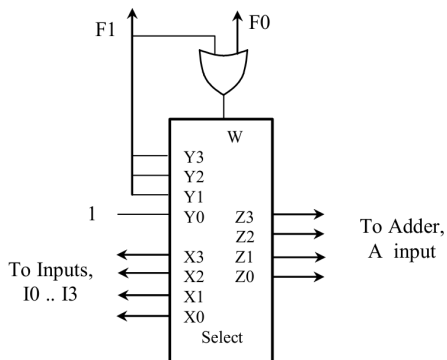 F1
F0
W
Y3
Y2
Y1
1
Y0
Z3
Z2
Z1
Z0
To Adder,
A input
X3
X2
X1
X0
To Inputs,
I0 .. I3
Select